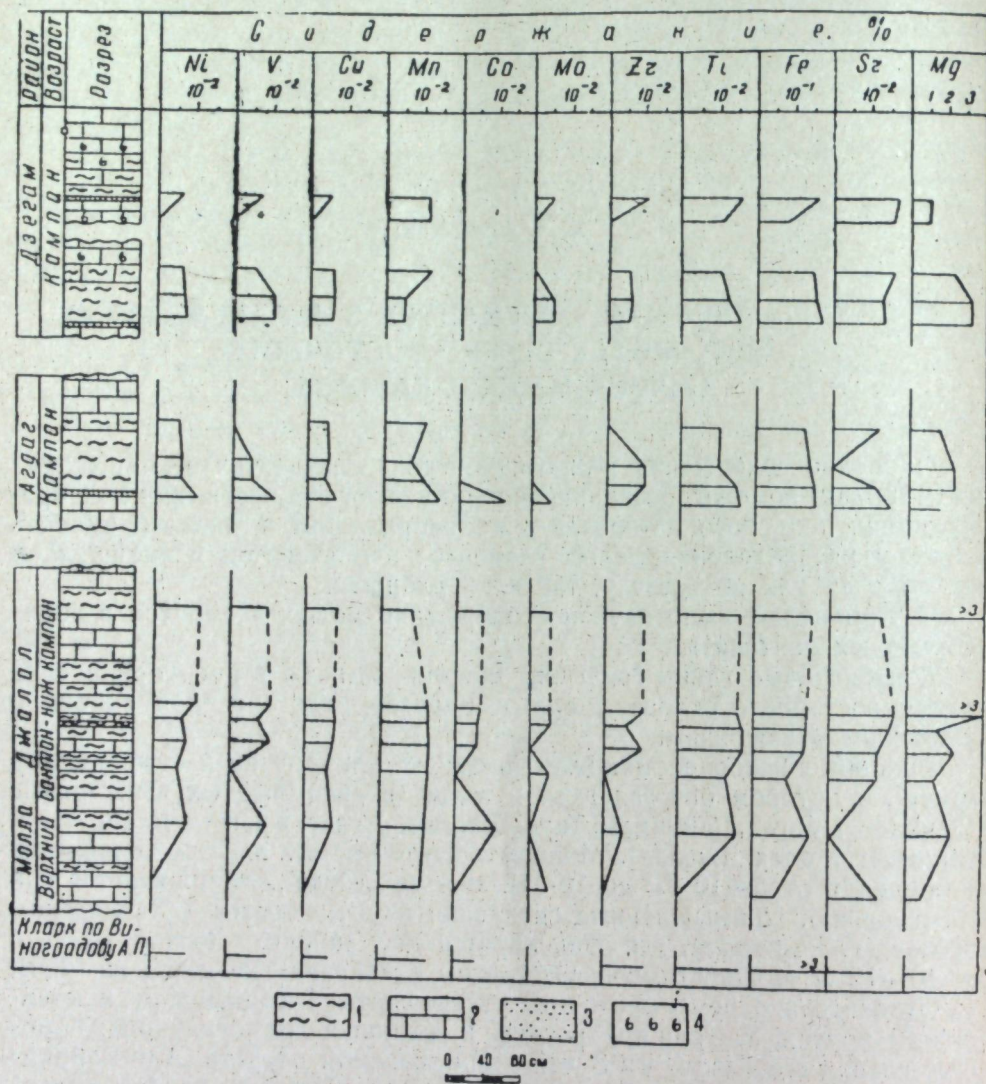 Район
Возраст
Разрез
Содержание. в%
Ni V Cu Mn Co Mo Zr Ti Fe Sr Mg
10⁻² 10⁻² 10⁻² 10⁻² 10⁻² 10⁻² 10⁻² 10⁻² 10⁻¹ 10⁻² 1 2 3
Дзегам
Кампан
Агдаг
Кампан
Молла Джалал
Верхний сантон-ниж кампан
>3
>3
Кларк по Ви-
ноградову А П
>3
1 2 3 4
0 40 80 см